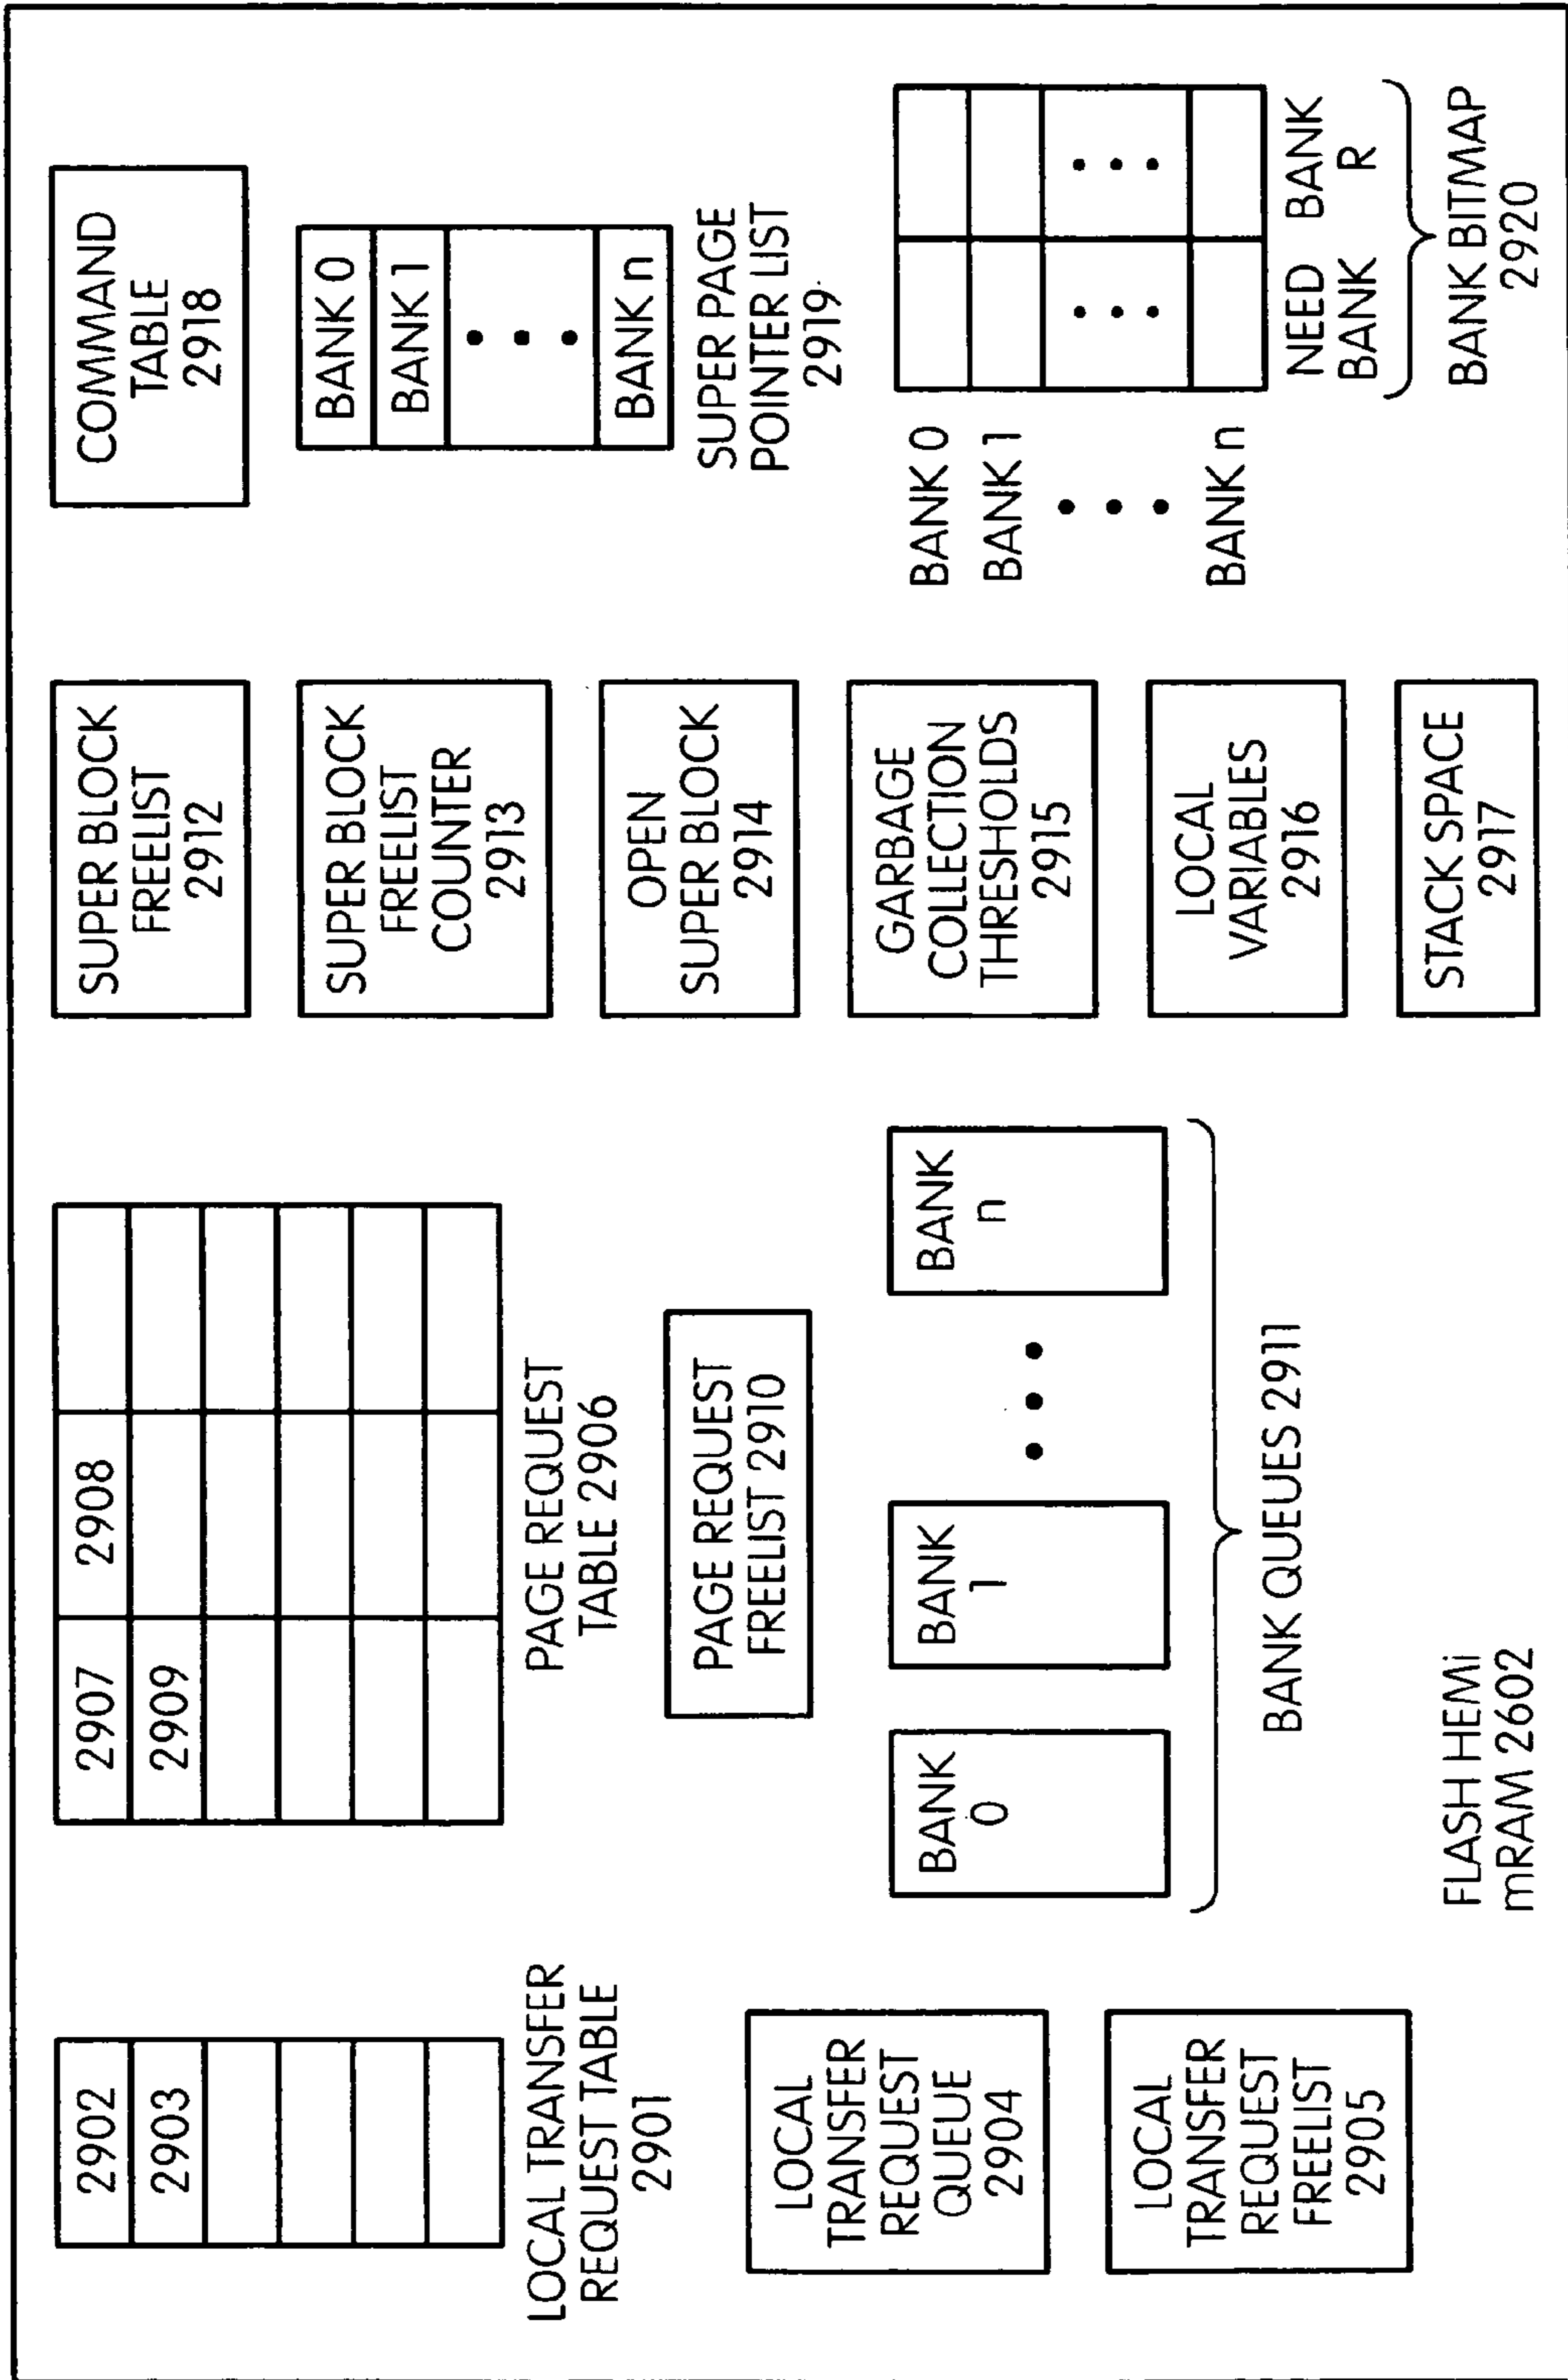 2902
2903
LOCAL TRANSFER
REQUEST TABLE
2901
LOCAL
TRANSFER
REQUEST
QUEUE
2904
LOCAL
TRANSFER
REQUEST
FREELIST
2905
2907 2908
2909
PAGE REQUEST
TABLE 2906
PAGE REQUEST
FREELIST 2910
BANK
0
BANK
1
• • •
BANK
n
BANK QUEUES 2911
FLASH HEMi
mRAM 2602
SUPER BLOCK
FREELIST
2912
SUPER BLOCK
FREELIST
COUNTER
2913
OPEN
SUPER BLOCK
2914
GARBAGE
COLLECTION
THRESHOLDS
2915
LOCAL
VARIABLES
2916
STACK SPACE
2917
COMMAND
TABLE
2918
BANK 0
BANK 1
• • •
BANK n
SUPER PAGE
POINTER LIST
2919
BANK 0
BANK 1
• • •
BANK n
NEED
BANK
BANK
R
BANK BITMAP
2920